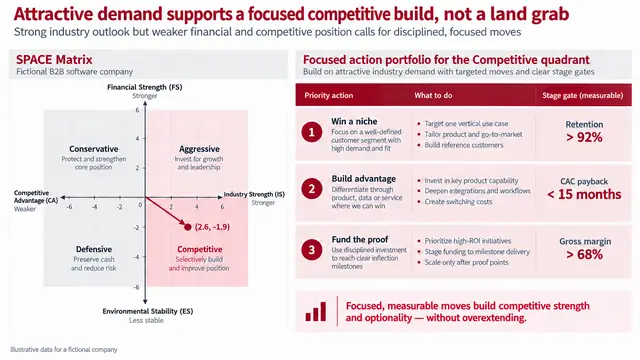 Attractive demand supports a focused competitive build, not a land grab
Strong industry outlook but weaker financial and competitive position calls for disciplined, focused moves
SPACE Matrix
Fictional B2B software company
Financial Strength (FS)
Stronger
6
4
2
Conservative
Protect and strengthen
core position
Aggressive
Invest for growth
and leadership
Competitive
Advantage (CA)
Weaker
-6
-4
-2
0
2
4
6
Industry Strength (IS)
Stronger
-2
(2.6, -1.9)
Defensive
Preserve cash
and reduce risk
Competitive
Selectively build
and improve position
-4
-6
Environmental Stability (ES)
Less stable
Focused action portfolio for the Competitive quadrant
Build on attractive industry demand with targeted moves and clear stage gates
Priority action
What to do
Stage gate (measurable)
1
Win a niche
Focus on a well-defined
customer segment with
high demand and fit
• Target one vertical use case
• Tailor product and go-to-market
• Build reference customers
Retention
> 92%
2
Build advantage
Differentiate through
product, data or service
where we can win
• Invest in key product capability
• Deepen integrations and workflows
• Create switching costs
CAC payback
< 15 months
3
Fund the proof
Use disciplined investment
to reach clear inflection
milestones
• Prioritize high-ROI initiatives
• Stage funding to milestone delivery
• Scale only at proof points
Gross margin
> 68%
Focused, measurable moves build competitive strength
and optionality — without overextending.
Illustrative data for a fictional company